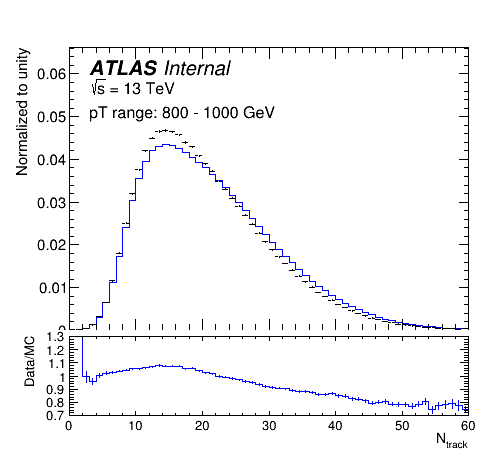 ATLAS Internal
√s = 13 TeV
pT range: 800 - 1000 GeV
Normalized to unity
0.06
0.05
0.04
0.03
0.02
0.01
0
Data/MC
1.3
1.2
1.1
1
0.9
0.8
0.7
0 10 20 30 40 50 60
Ntrack